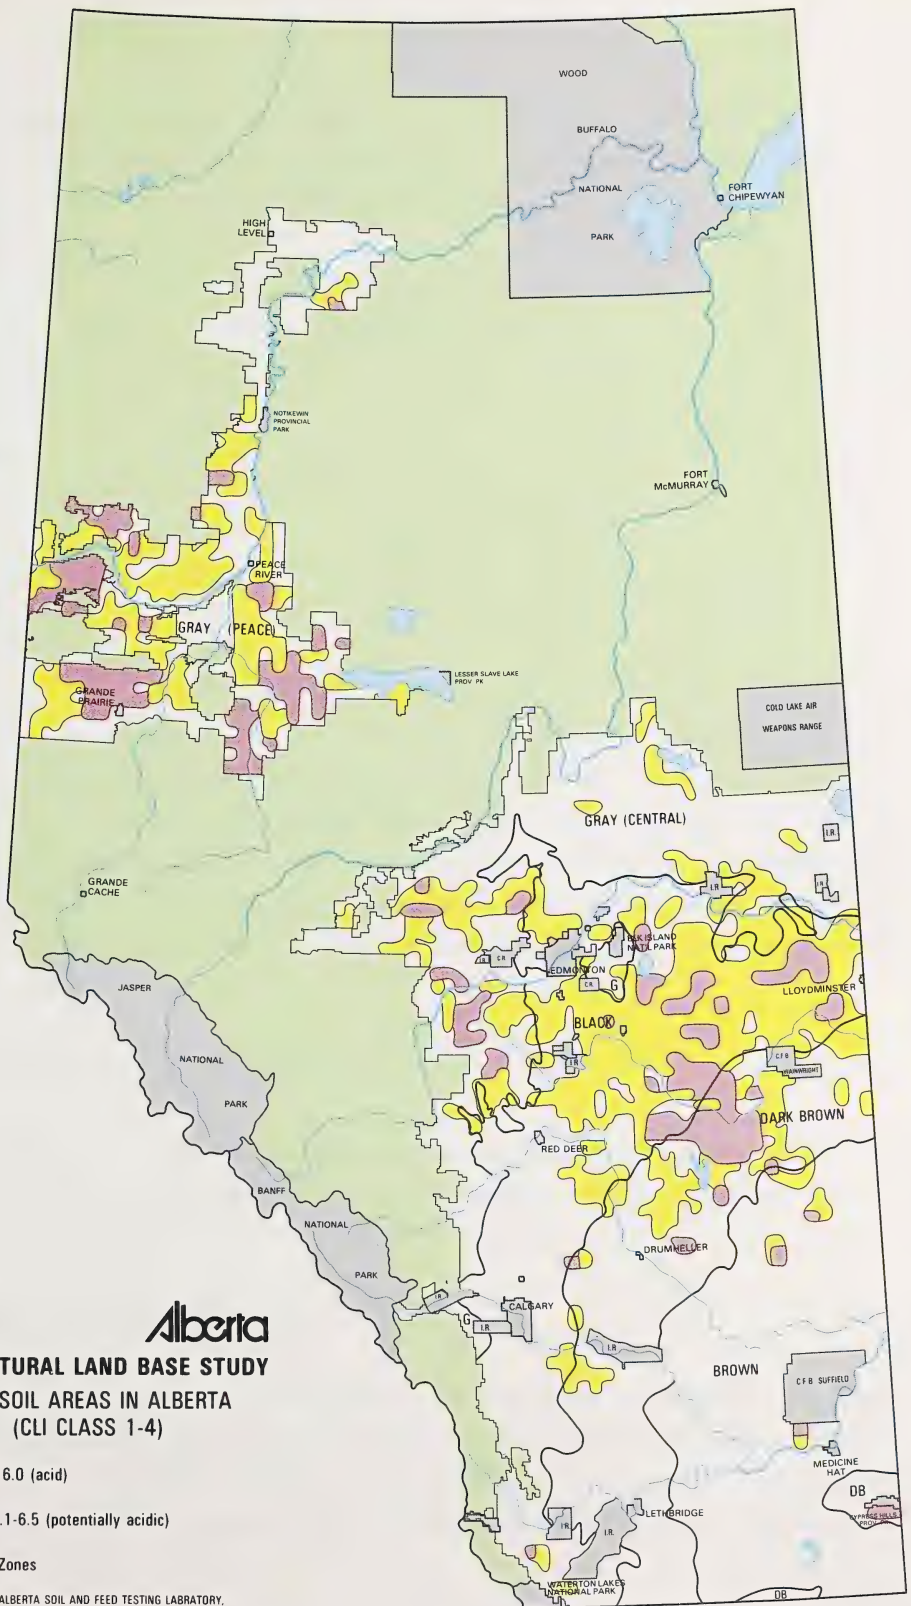 WOOD
BUFFALO
NATIONAL
PARK
FORT
CHIPEWYAN
HIGH
LEVEL
NOTIKEWIN
PROVINCIAL
PARK
FORT
McMURRAY
PEACE
RIVER
GRAY (PEACE)
LESSER SLAVE LAKE
PROV PK
GRANDE
PRAIRIE
COLD LAKE AIR
WEAPONS RANGE
GRAY (CENTRAL)
I.R.
GRANDE
CACHE
I.R
I.R
ELK ISLAND
NAT'L PARK
I.R
C.R
EDMONTON
C.R
G
JASPER
LLOYDMINSTER
BLACK
NATIONAL
C F B
WAINWRIGHT
I.R
PARK
DARK BROWN
RED DEER
BANFF
NATIONAL
DRUMHELLER
PARK
I.R
CALGARY
G
I.R
I.R
BROWN
C F B SUFFIELD
Alberta
TURAL LAND BASE STUDY
SOIL AREAS IN ALBERTA
(CLI CLASS 1-4)
MEDICINE
HAT
6.0 (acid)
DB
CYPRESS HILLS
PROV. PK.
.1-6.5 (potentially acidic)
LETHBRIDGE
I.R
I.R.
Zones
WATERTON LAKES
NATIONAL PARK
DB
ALBERTA SOIL AND FEED TESTING LABRATORY,